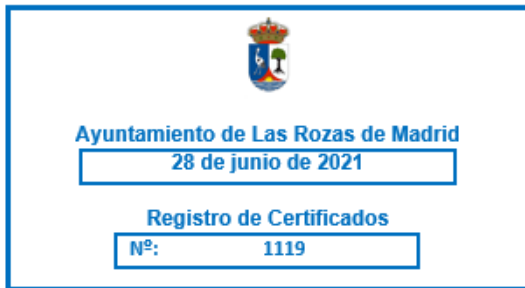 Ayuntamiento de Las Rozas de Madrid
28 de junio de 2021
Registro de Certificados
Nº: 1119